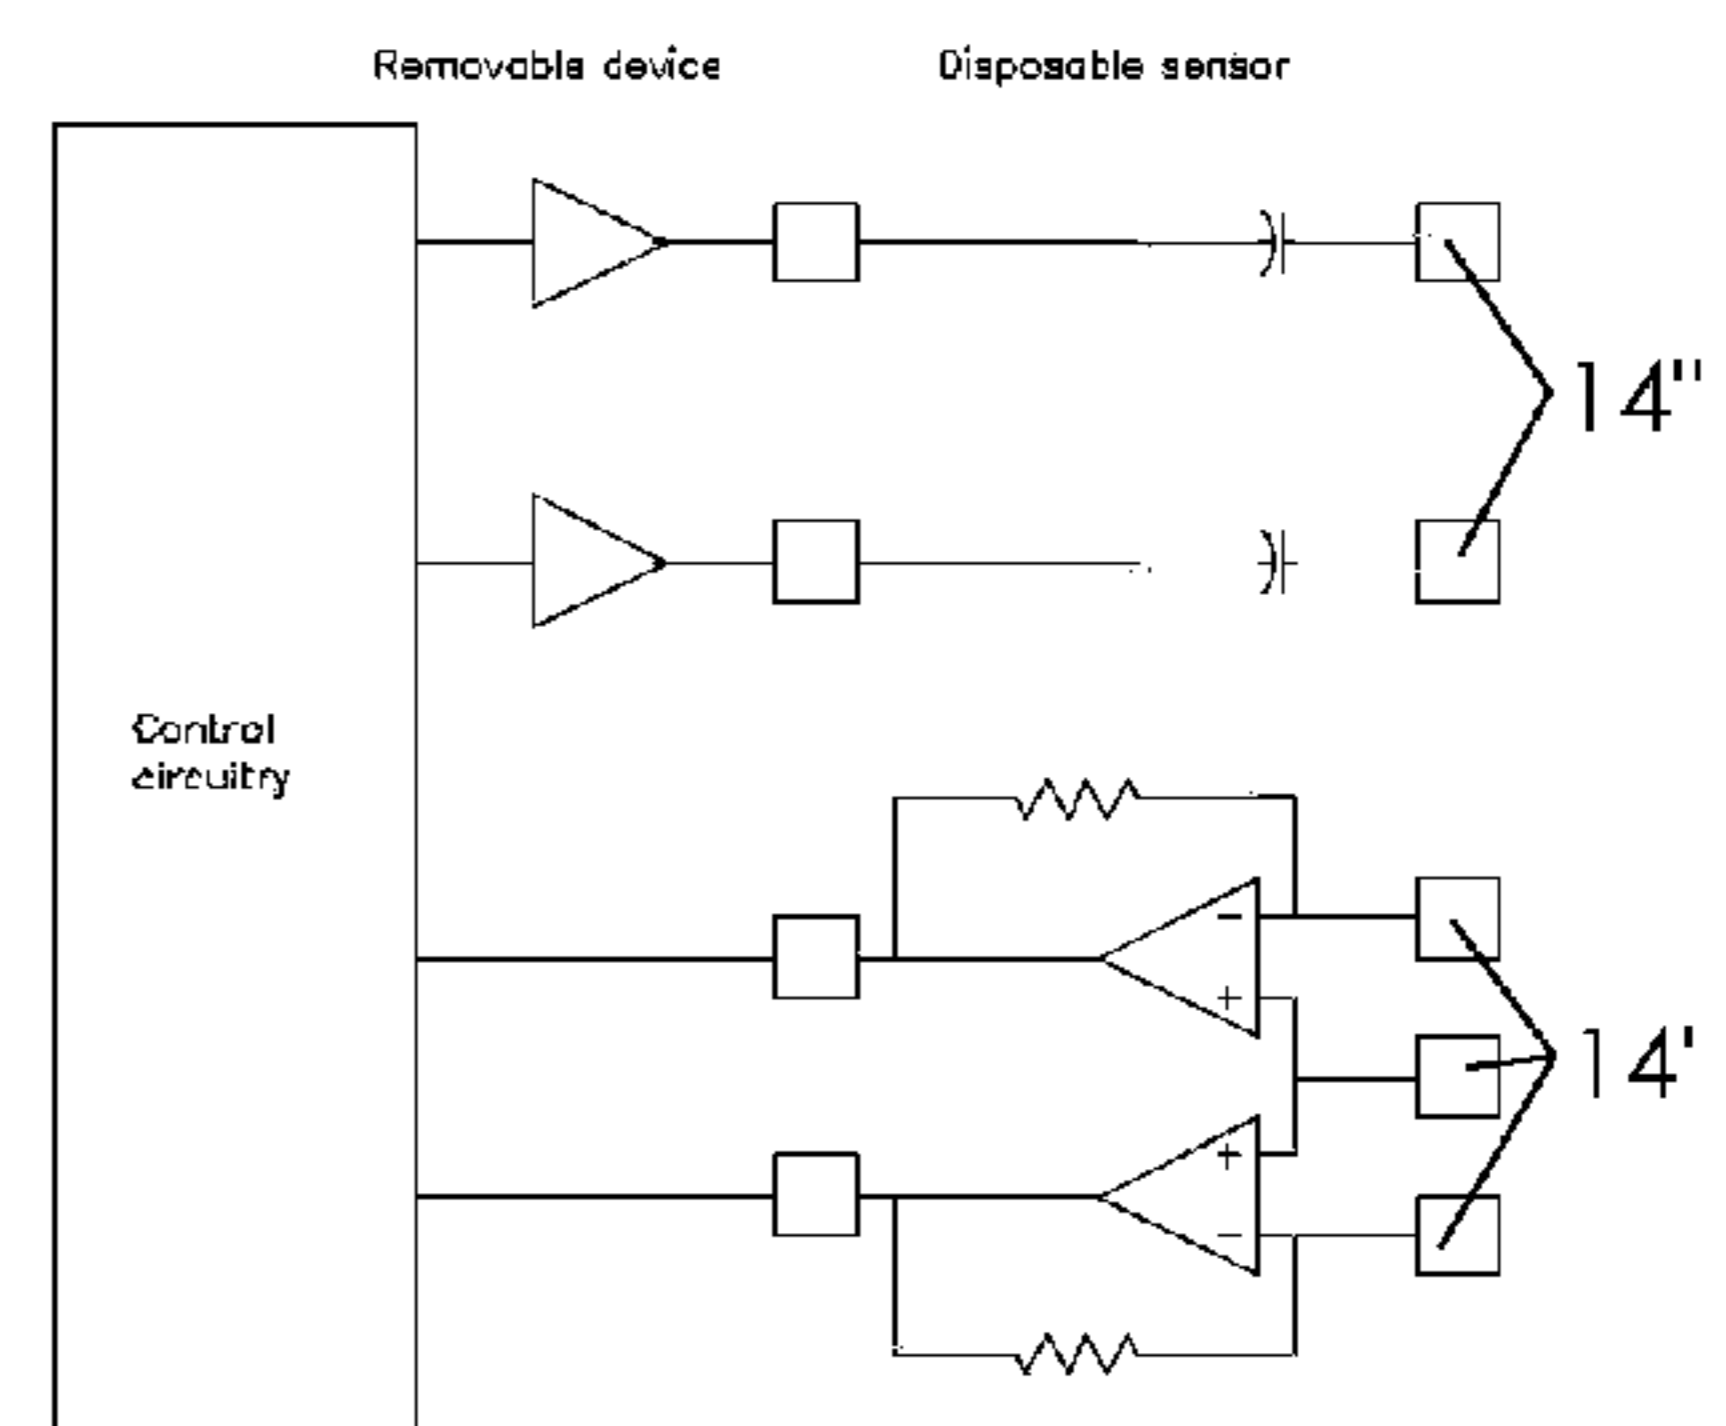 Removable device
Disposable sensor
14"
Control
circuitry
-
+
14'
+
-